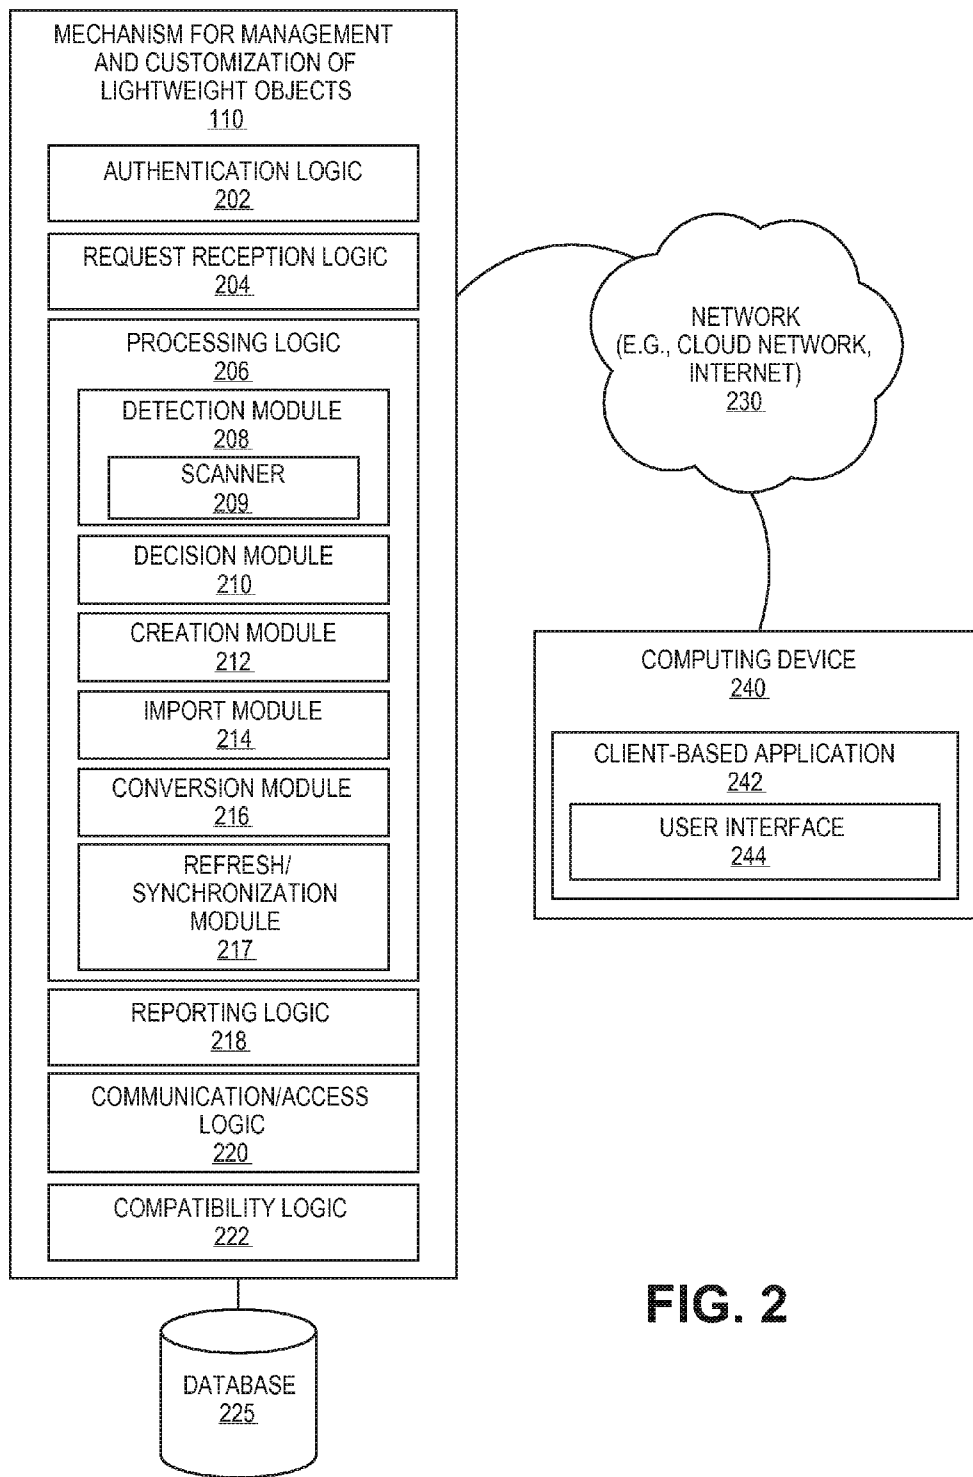 MECHANISM FOR MANAGEMENT
AND CUSTOMIZATION OF
LIGHTWEIGHT OBJECTS
110
AUTHENTICATION LOGIC
202
REQUEST RECEPTION LOGIC
204
PROCESSING LOGIC
206
DETECTION MODULE
208
SCANNER
209
DECISION MODULE
210
CREATION MODULE
212
IMPORT MODULE
214
CONVERSION MODULE
216
REFRESH/
SYNCHRONIZATION
MODULE
217
REPORTING LOGIC
218
COMMUNICATION/ACCESS
LOGIC
220
COMPATIBILITY LOGIC
222
DATABASE
225
NETWORK
(E.G., CLOUD NETWORK,
INTERNET)
230
COMPUTING DEVICE
240
CLIENT-BASED APPLICATION
242
USER INTERFACE
244
FIG. 2